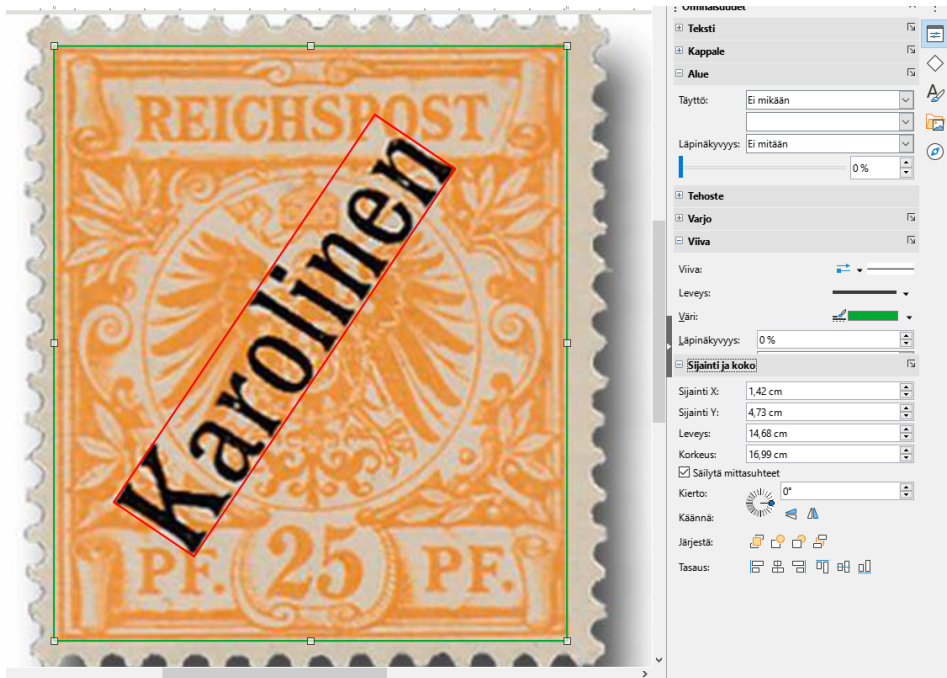 Ominaisuudet
Teksti
Kappale
Alue
Täyttö: Ei mikään
Läpinäkyvyys: Ei mitään
0 %
Tehoste
Varjo
Viiva
Viiva:
Leveys:
Väri:
Läpinäkyvyys: 0 %
Sijainti ja koko
Sijainti X: 1,42 cm
Sijainti Y: 4,73 cm
Leveys: 14,68 cm
Korkeus: 16,99 cm
Säilytä mittasuhteet
Kierto: 0°
Käännä:
Järjestä:
Tasaus:
REICHSPOST
Karolinen
PF. 25 PF.